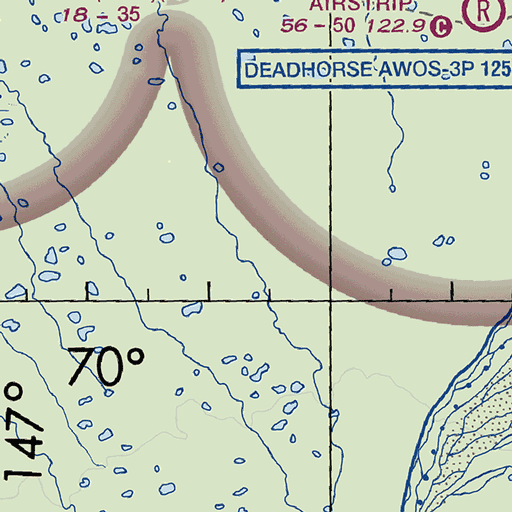 18 - 35
AIRSTRIP
56 - 50 122.9 C
R
DEADHORSE AWOS-3P 125
70°
147°